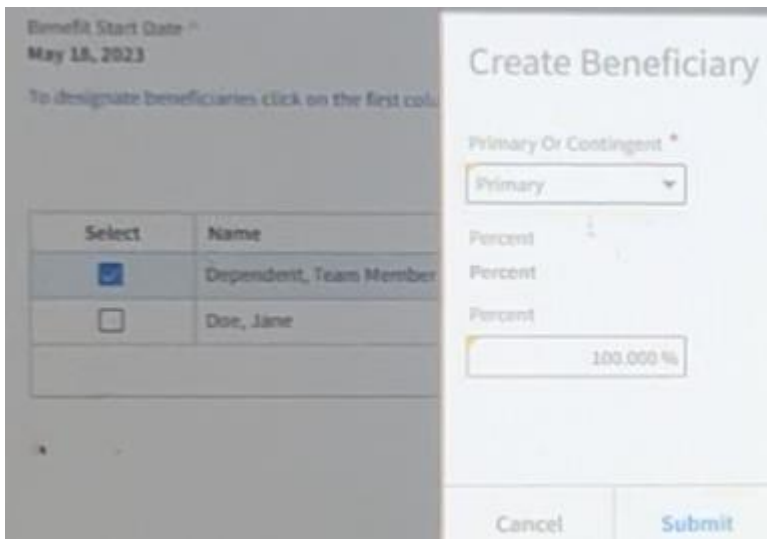 Benefit Start Date
May 18, 2023
To designate beneficiaries click on the first colu
Select Name
Dependent, Team Member
Doe, Jane
Create Beneficiary
Primary Or Contingent *
Primary
Percent
Percent
Percent
100.000 %
Cancel Submit